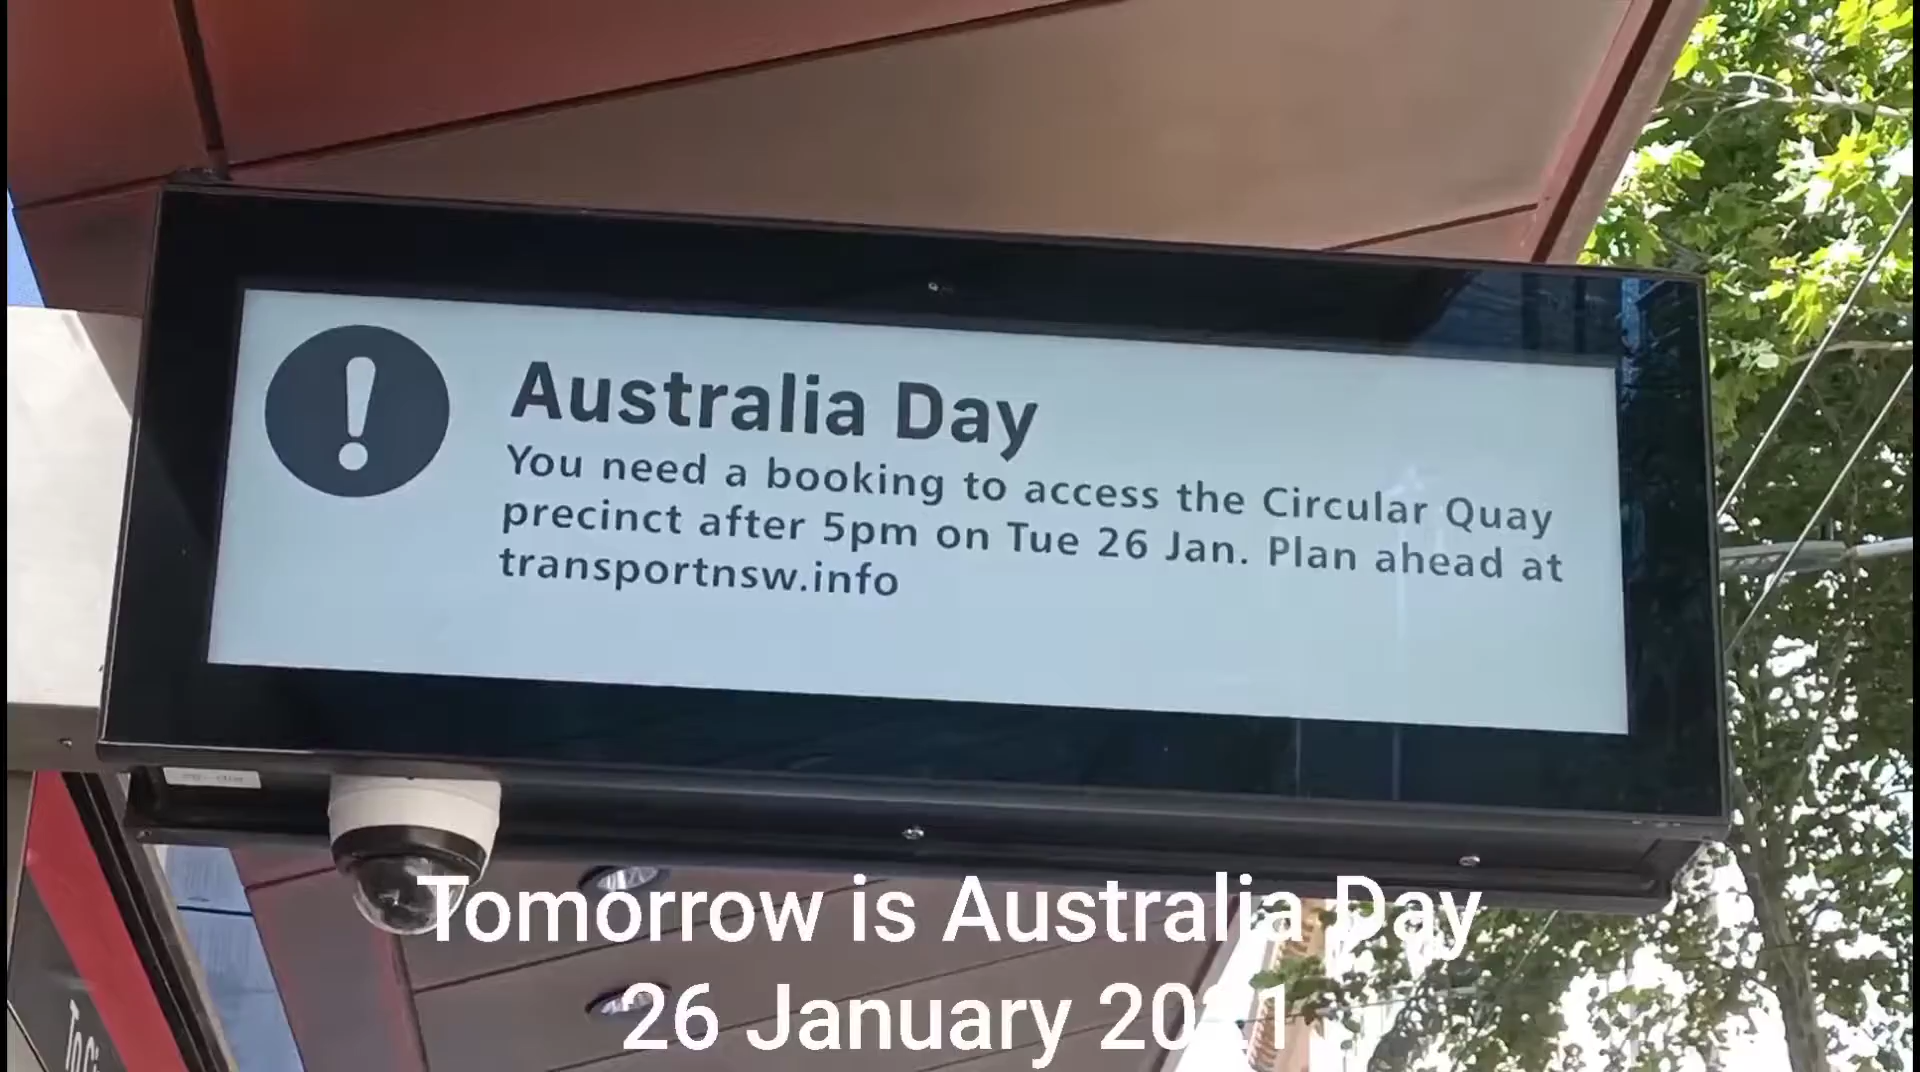 Australia Day
You need a booking to access the Circular Quay
precinct after 5pm on Tue 26 Jan. Plan ahead at
transportnsw.info
Tomorrow is Australia Day
26 January 2021